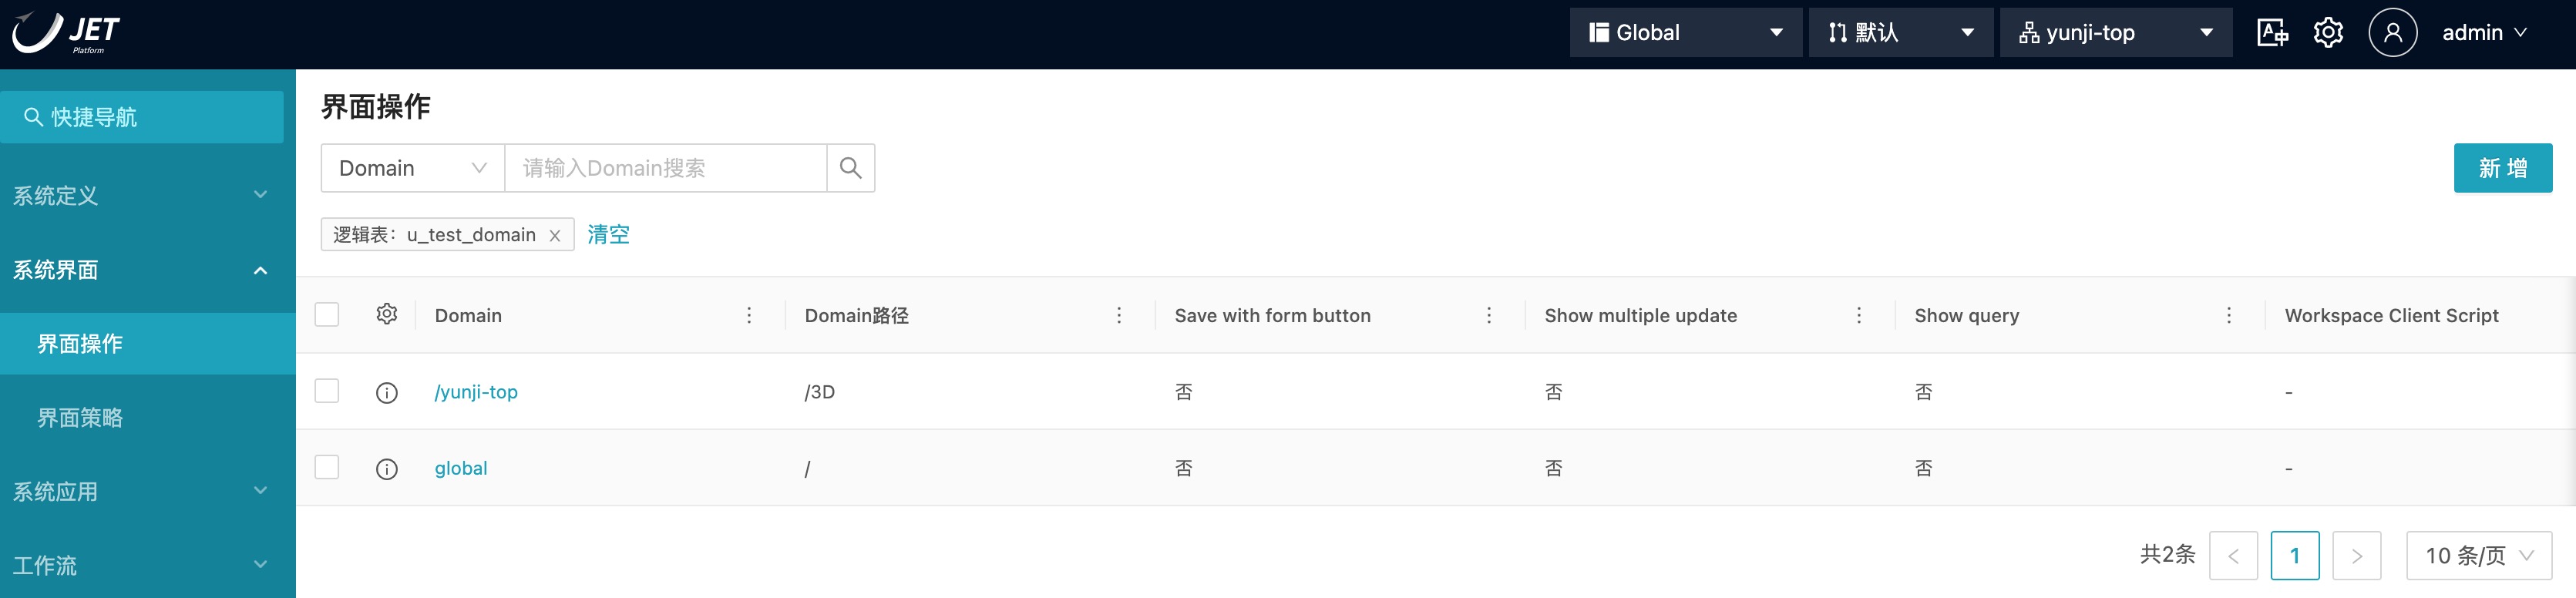 JET
Platform
Global
默认
yunji-top
admin
快捷导航
系统定义
系统界面
界面操作
界面策略
系统应用
工作流
界面操作
Domain
请输入Domain搜索
新 增
逻辑表：u_test_domain
清空
Domain Domain路径 Save with form button Show multiple update Show query Workspace Client Script
/yunji-top /3D 否 否 否 -
global / 否 否 否 -
共2条 < 1 > 10 条/页